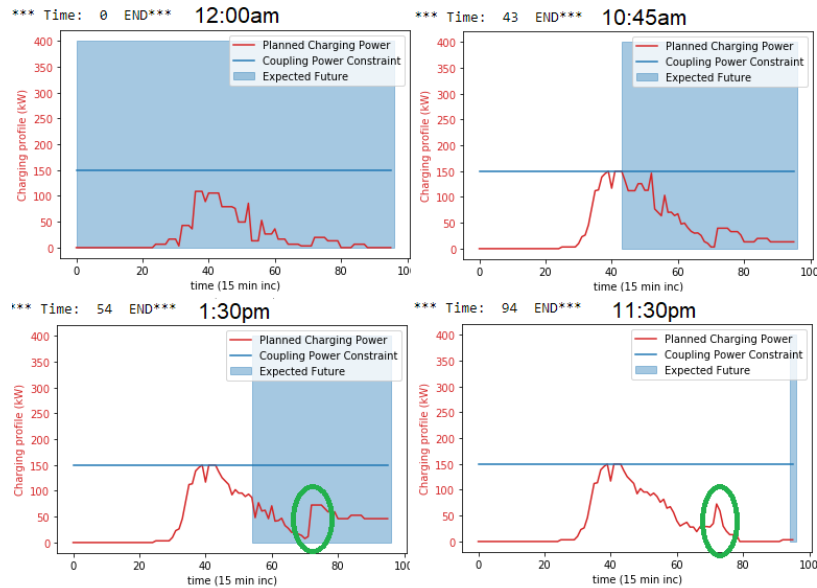 *** Time: 0 END*** 12:00am
Planned Charging Power
Coupling Power Constraint
Expected Future
Charging profile (kW)
400
350
300
250
200
150
100
50
0
0 20 40 60 80 100
time (15 min inc)
*** Time: 43 END*** 10:45am
Planned Charging Power
Coupling Power Constraint
Expected Future
Charging profile (kW)
400
350
300
250
200
150
100
50
0
0 20 40 60 80 100
time (15 min inc)
*** Time: 54 END*** 1:30pm
Planned Charging Power
Coupling Power Constraint
Expected Future
Charging profile (kW)
400
350
300
250
200
150
100
50
0
0 20 40 60 80 100
time (15 min inc)
*** Time: 94 END*** 11:30pm
Planned Charging Power
Coupling Power Constraint
Expected Future
Charging profile (kW)
400
350
300
250
200
150
100
50
0
0 20 40 60 80 100
time (15 min inc)